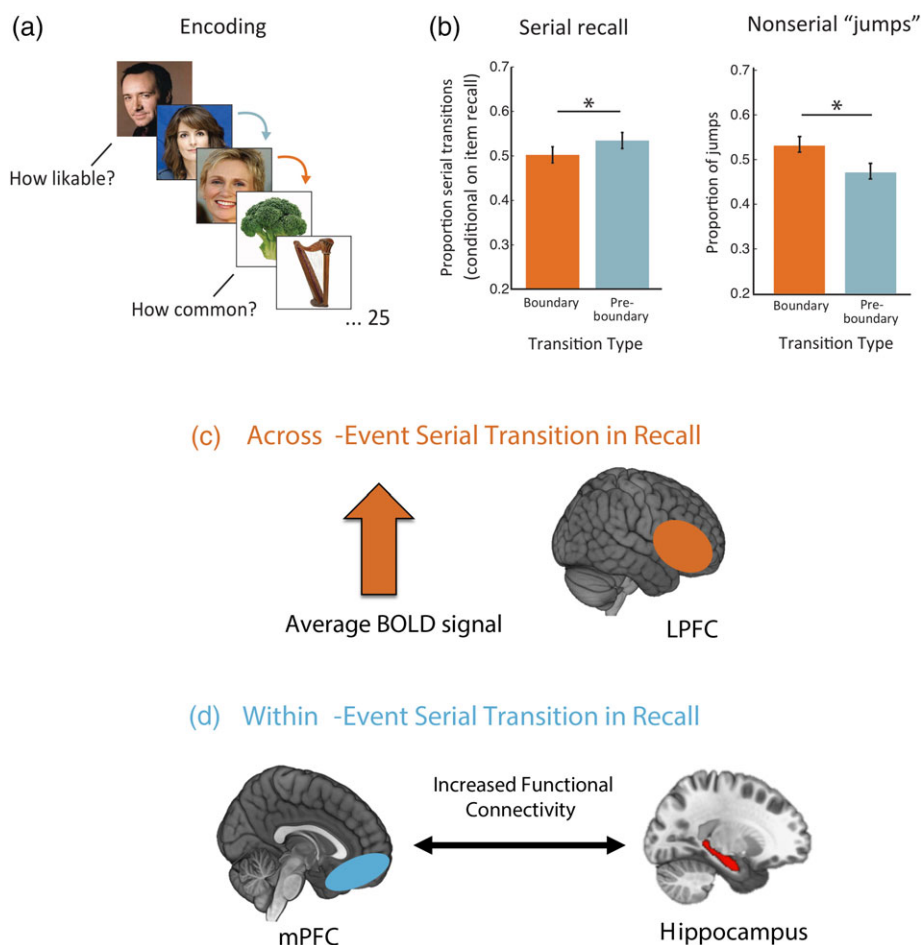 (a) Encoding
How likable?
How common?
... 25
(b) Serial recall
Proportion serial transitions
(conditional on item recall)
0.7
0.6
0.5
0.4
0.3
0.2
*
Boundary
Pre-
boundary
Transition Type
Nonserial “jumps”
Proportion of jumps
0.7
0.6
0.5
0.4
0.3
0.2
*
Boundary
Pre-
boundary
Transition Type
(c) Across -Event Serial Transition in Recall
Average BOLD signal
LPFC
(d) Within -Event Serial Transition in Recall
Increased Functional
Connectivity
mPFC
Hippocampus